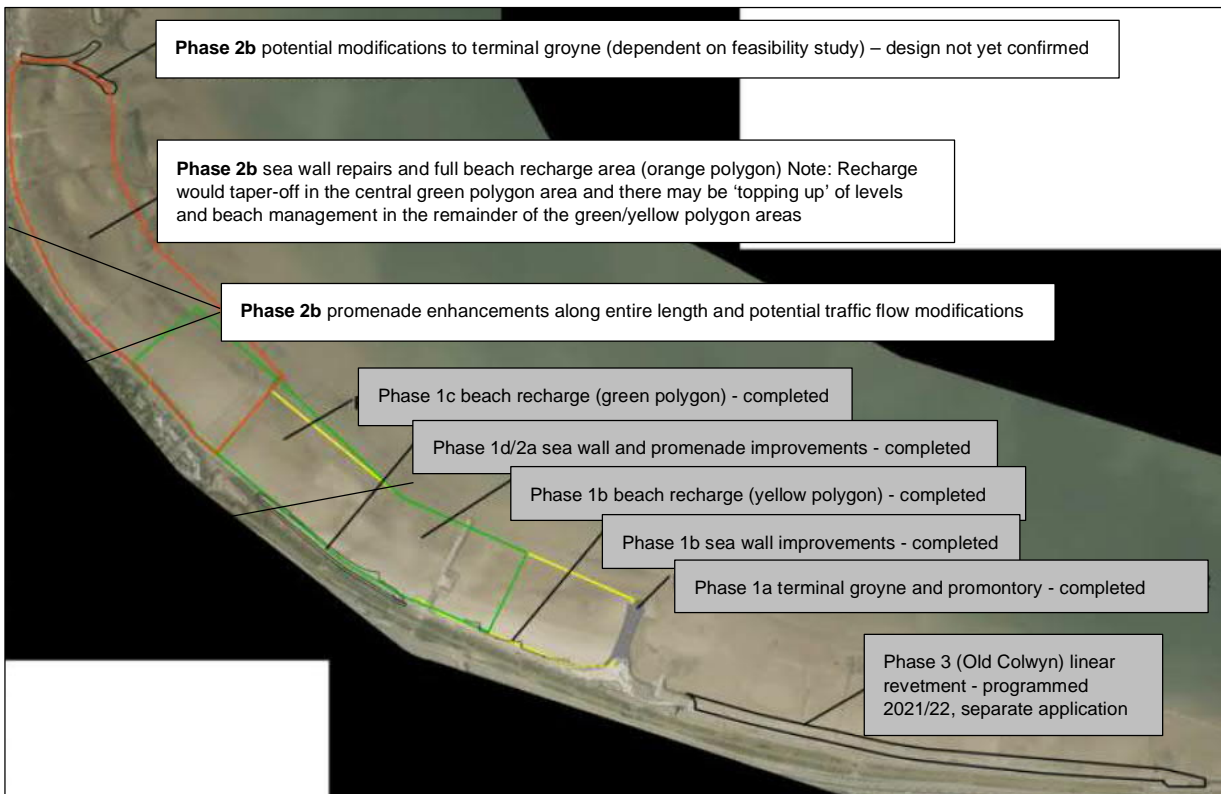 Phase 2b potential modifications to terminal groyne (dependent on feasibility study) – design not yet confirmed
Phase 2b sea wall repairs and full beach recharge area (orange polygon) Note: Recharge
would taper-off in the central green polygon area and there may be ‘topping up’ of levels
and beach management in the remainder of the green/yellow polygon areas
Phase 2b promenade enhancements along entire length and potential traffic flow modifications
Phase 1c beach recharge (green polygon) - completed
Phase 1d/2a sea wall and promenade improvements - completed
Phase 1b beach recharge (yellow polygon) - completed
Phase 1b sea wall improvements - completed
Phase 1a terminal groyne and promontory - completed
Phase 3 (Old Colwyn) linear
revetment - programmed
2021/22, separate application